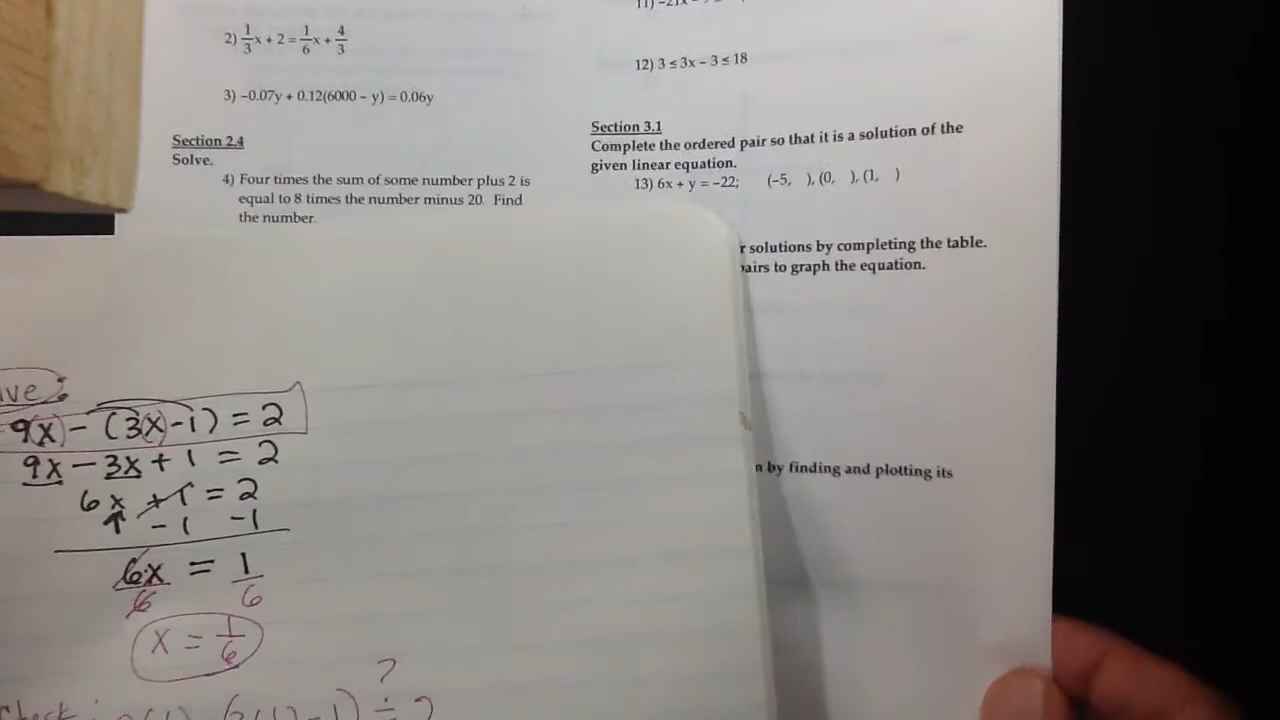 2) 1/3x + 2 = 1/6x + 4/3
3) −0.07y + 0.12(6000 − y) = 0.06y
Section 2.4
Solve.
4) Four times the sum of some number plus 2 is
equal to 8 times the number minus 20. Find
the number.
12) 3 ≤ 3x − 3 ≤ 18
Section 3.1
Complete the ordered pair so that it is a solution of the
given linear equation.
13) 6x + y = −22; (-5, ), (0, ), (1, )
r solutions by completing the table.
pairs to graph the equation.
n by finding and plotting its
9(x) − (3(x)−1) = 2
9x − 3x + 1 = 2
6x + 1 = 2
− 1 −1
6x/6 = 1/6
x = 1/6
?
Check :